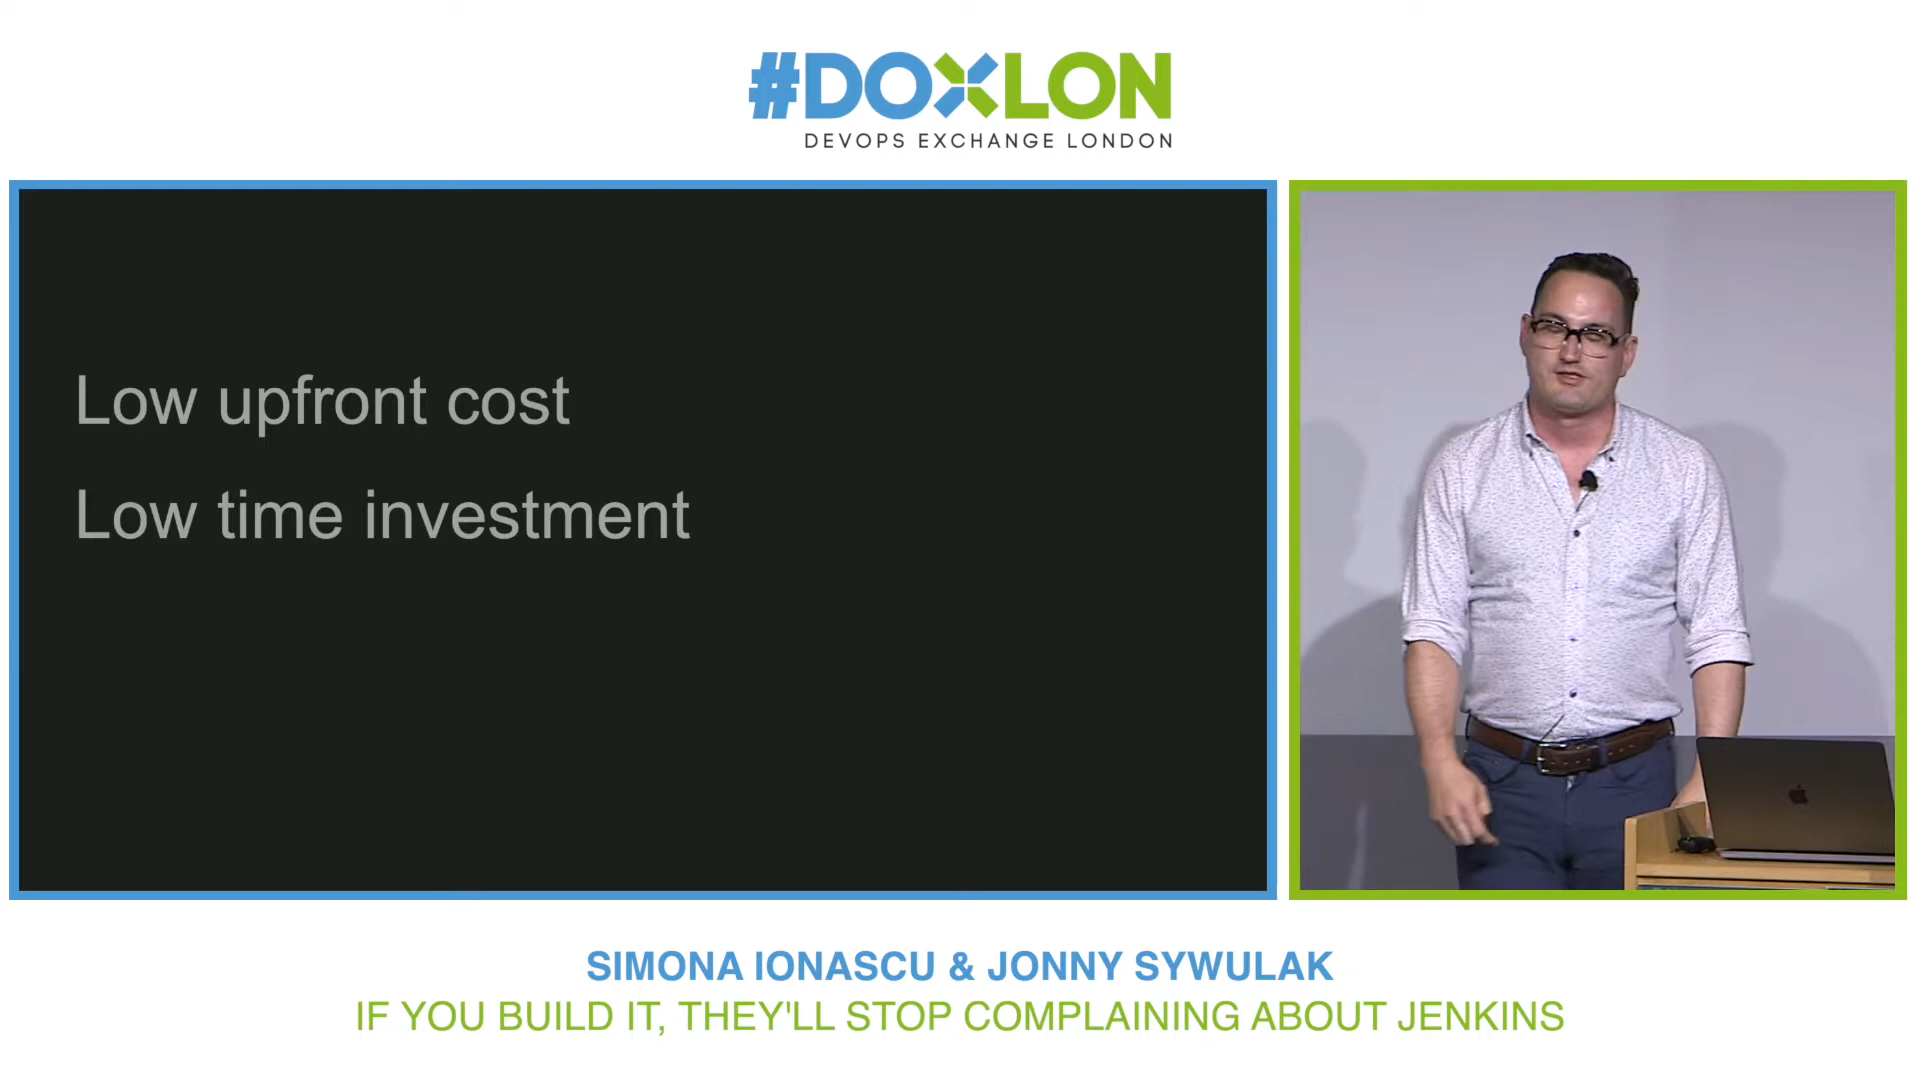 #DOXLON
DEVOPS EXCHANGE LONDON
Low upfront cost
Low time investment
SIMONA IONASCU & JONNY SYWULAK
IF YOU BUILD IT, THEY'LL STOP COMPLAINING ABOUT JENKINS